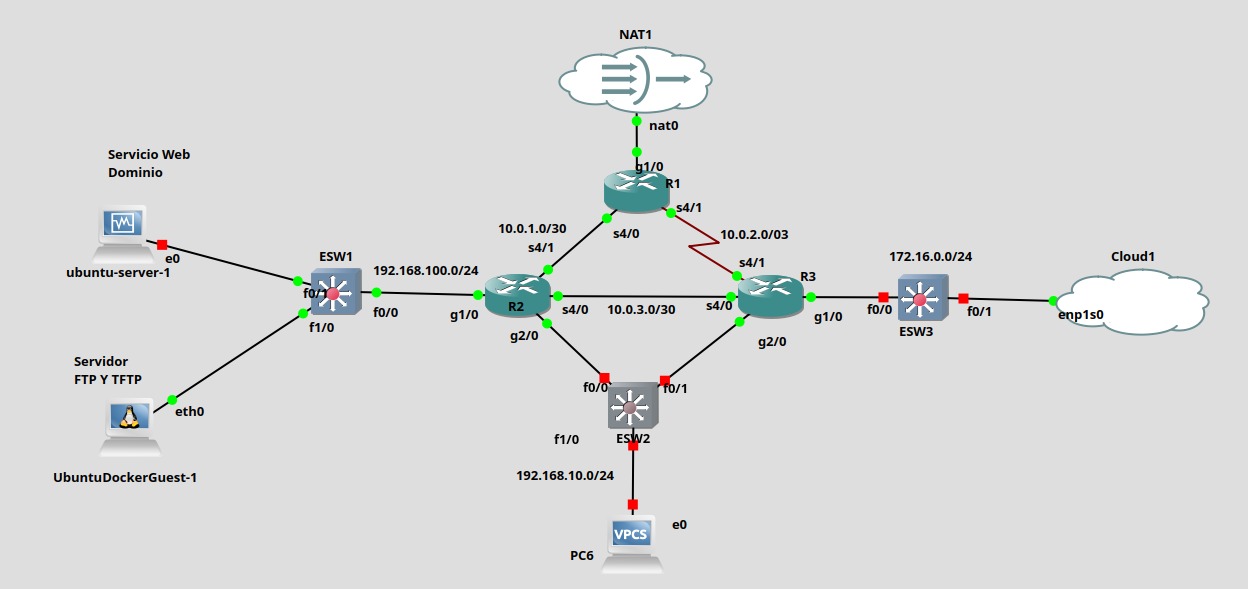 NAT1
nat0
g1/0
R1
s4/1
s4/0
10.0.1.0/30
s4/1
10.0.2.0/03
s4/1
Servicio Web
Dominio
e0
ubuntu-server-1
ESW1
f0/1
f0/0
f1/0
192.168.100.0/24
g1/0
R2
s4/0
g2/0
10.0.3.0/30
s4/0
R3
g1/0
g2/0
172.16.0.0/24
f0/0
f0/1
ESW3
Cloud1
enp1s0
Servidor
FTP Y TFTP
eth0
UbuntuDockerGuest-1
f0/0
f0/1
f1/0
ESW2
192.168.10.0/24
e0
VPCS
PC6